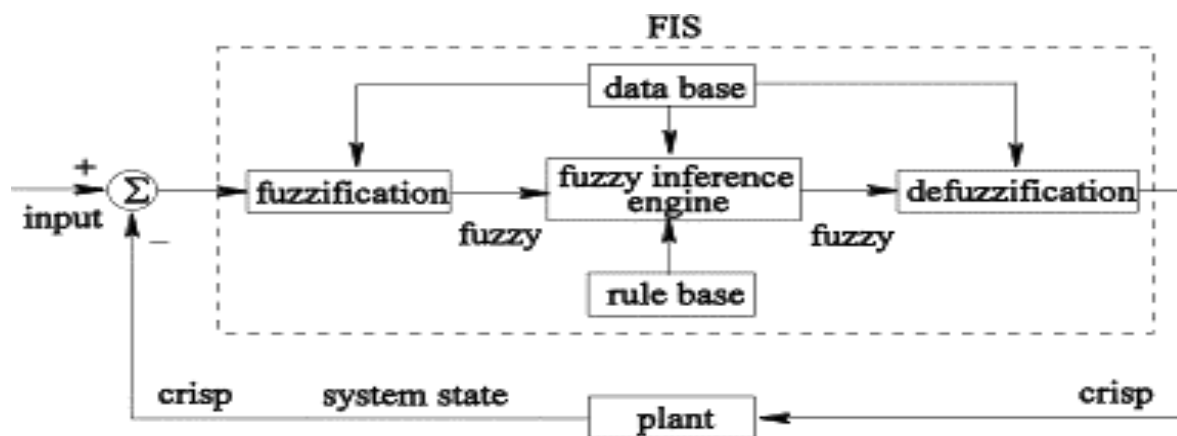 FIS
data base
+
Σ
fuzzification
fuzzy inference
engine
defuzzification
input
−
fuzzy
fuzzy
rule base
crisp
system state
plant
crisp